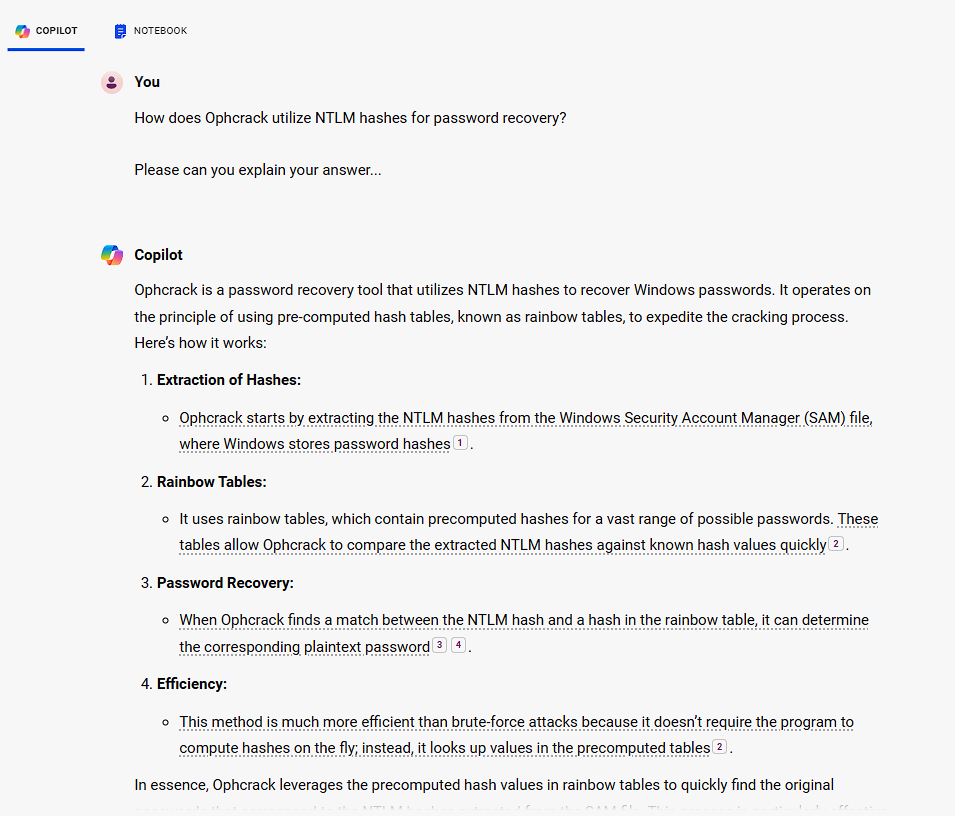 COPILOT NOTEBOOK
You
How does Ophcrack utilize NTLM hashes for password recovery?
Please can you explain your answer...
Copilot
Ophcrack is a password recovery tool that utilizes NTLM hashes to recover Windows passwords. It operates on
the principle of using pre-computed hash tables, known as rainbow tables, to expedite the cracking process.
Here’s how it works:
1. Extraction of Hashes:
Ophcrack starts by extracting the NTLM hashes from the Windows Security Account Manager (SAM) file,
where Windows stores password hashes 1 .
2. Rainbow Tables:
It uses rainbow tables, which contain precomputed hashes for a vast range of possible passwords. These
tables allow Ophcrack to compare the extracted NTLM hashes against known hash values quickly 2 .
3. Password Recovery:
When Ophcrack finds a match between the NTLM hash and a hash in the rainbow table, it can determine
the corresponding plaintext password 3 4 .
4. Efficiency:
This method is much more efficient than brute-force attacks because it doesn’t require the program to
compute hashes on the fly; instead, it looks up values in the precomputed tables 2 .
In essence, Ophcrack leverages the precomputed hash values in rainbow tables to quickly find the original